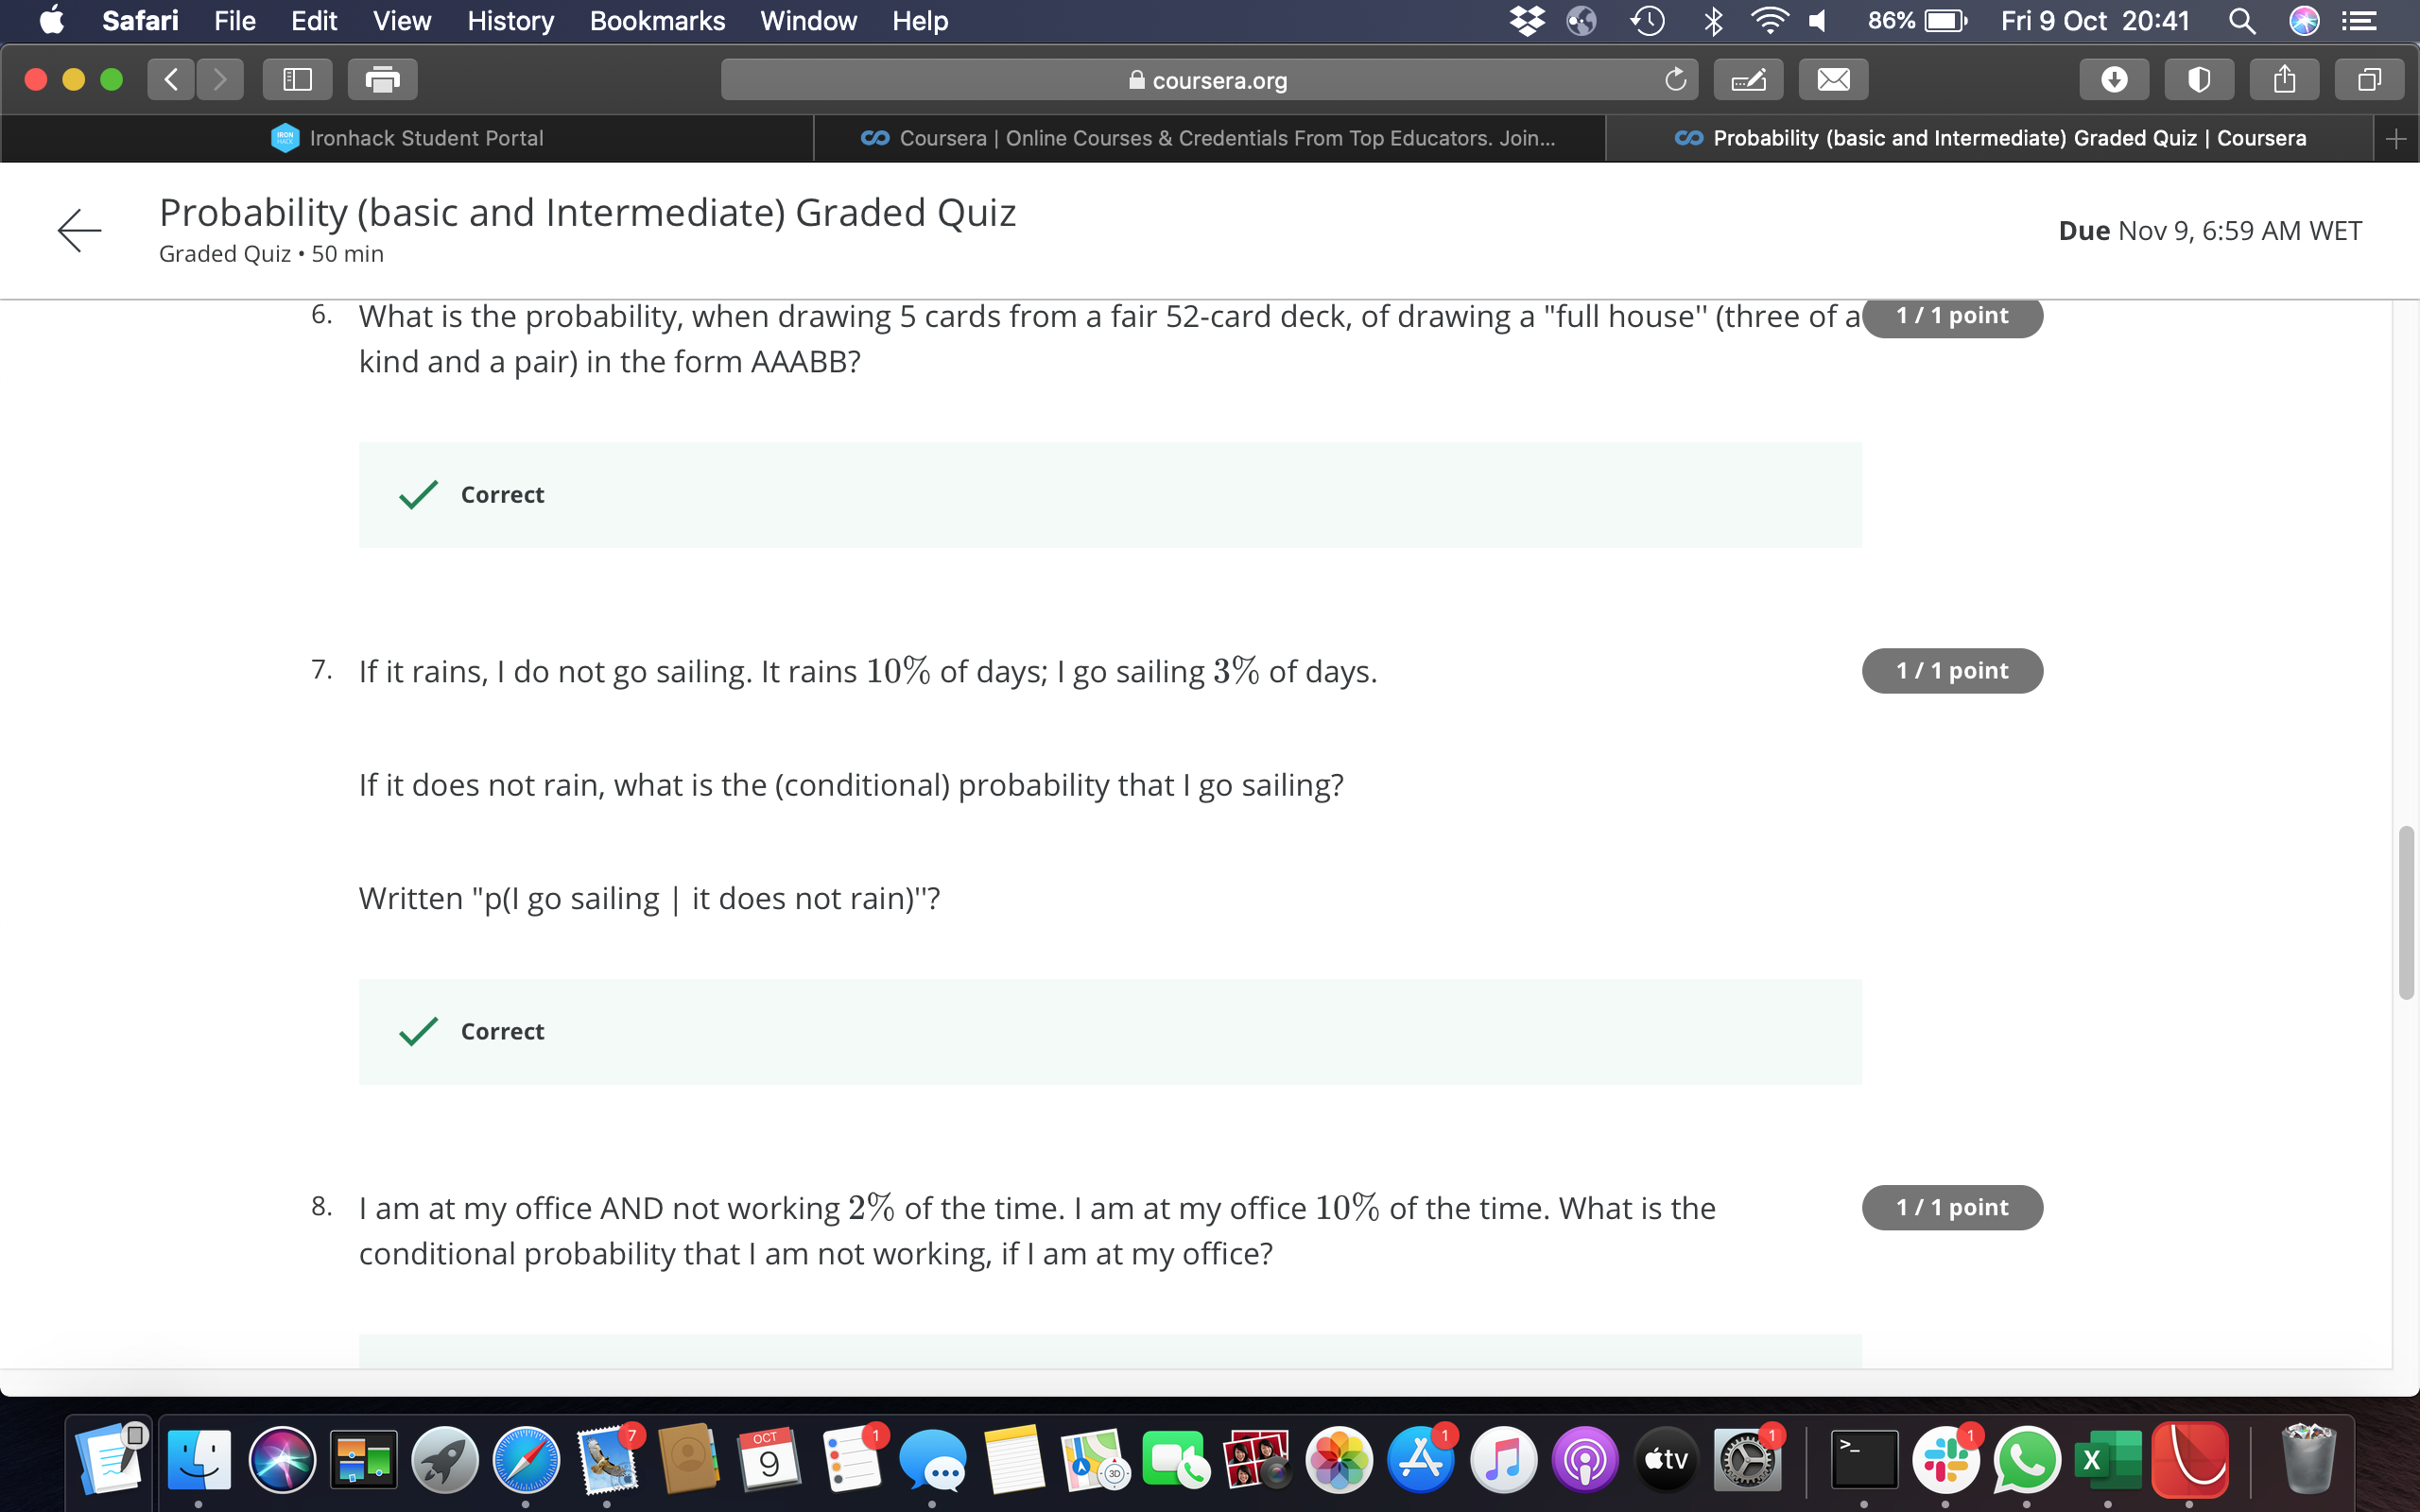 Safari File Edit View History Bookmarks Window Help 86% Fri 9 Oct 20:41
coursera.org
IRON HACK Ironhack Student Portal
Coursera | Online Courses & Credentials From Top Educators. Join...
Probability (basic and Intermediate) Graded Quiz | Coursera
Probability (basic and Intermediate) Graded Quiz
Graded Quiz • 50 min
Due Nov 9, 6:59 AM WET
6. What is the probability, when drawing 5 cards from a fair 52-card deck, of drawing a "full house" (three of a 1 / 1 point
kind and a pair) in the form AAABB?
Correct
7. If it rains, I do not go sailing. It rains 10% of days; I go sailing 3% of days. 1 / 1 point
If it does not rain, what is the (conditional) probability that I go sailing?
Written "p(I go sailing | it does not rain)"?
Correct
8. I am at my office AND not working 2% of the time. I am at my office 10% of the time. What is the 1 / 1 point
conditional probability that I am not working, if I am at my office?
7 OCT 9 1 3D 1 tv 1 >_ 1 X